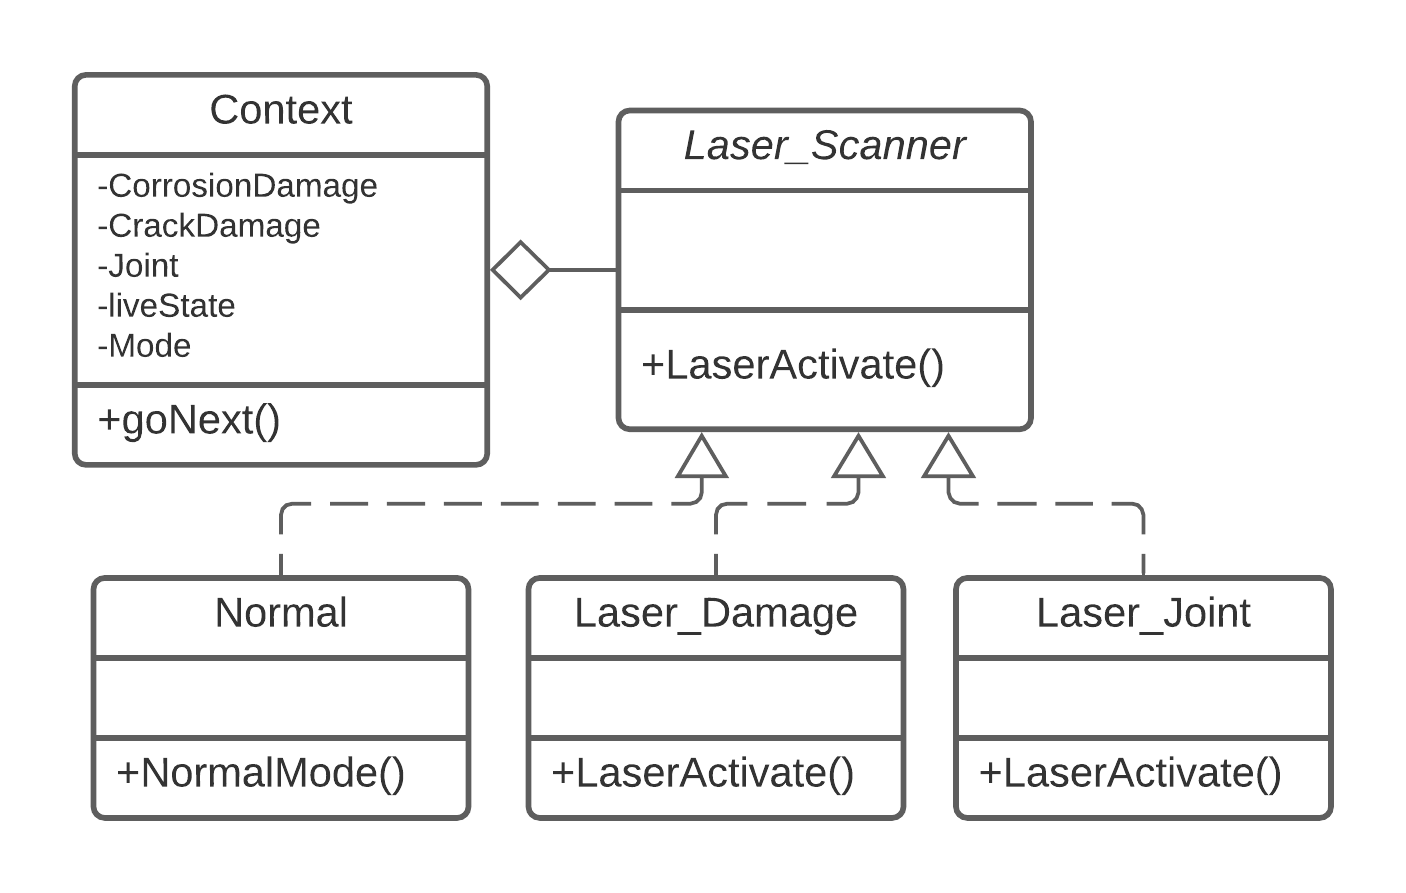 Context
-CorrosionDamage
-CrackDamage
-Joint
-liveState
-Mode
+goNext()
Laser_Scanner
+LaserActivate()
Normal
+NormalMode()
Laser_Damage
+LaserActivate()
Laser_Joint
+LaserActivate()